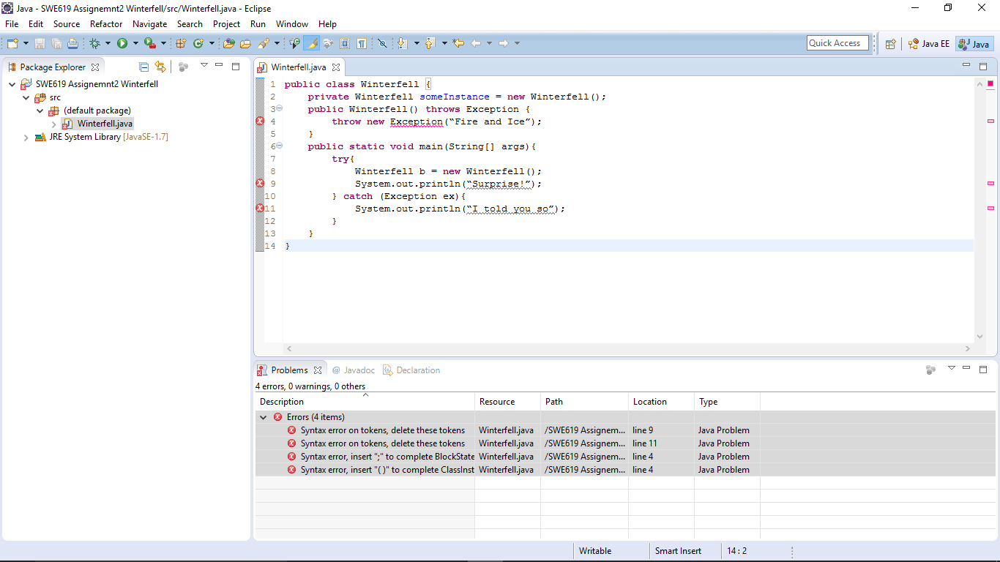 Java - SWE619 Assignemnt2 Winterfell/src/Winterfell.java - Eclipse
File Edit Source Refactor Navigate Search Project Run Window Help
Quick Access Java EE Java
Package Explorer
SWE619 Assignemnt2 Winterfell
src
(default package)
Winterfell.java
JRE System Library [JavaSE-1.7]
Winterfell.java
1 public class Winterfell {
2 private Winterfell someInstance = new Winterfell();
3 public Winterfell() throws Exception {
4 throw new Exception(“Fire and Ice”);
5 }
6 public static void main(String[] args){
7 try{
8 Winterfell b = new Winterfell();
9 System.out.println(“Surprise!”);
10 } catch (Exception ex){
11 System.out.println(“I told you so”);
12 }
13 }
14 }
Problems @ Javadoc Declaration
4 errors, 0 warnings, 0 others
Description Resource Path Location Type
Errors (4 items)
Syntax error on tokens, delete these tokens Winterfell.java /SWE619 Assignem... line 9 Java Problem
Syntax error on tokens, delete these tokens Winterfell.java /SWE619 Assignem... line 11 Java Problem
Syntax error, insert ";" to complete BlockState Winterfell.java /SWE619 Assignem... line 4 Java Problem
Syntax error, insert "( )" to complete ClassInst Winterfell.java /SWE619 Assignem... line 4 Java Problem
Writable Smart Insert 14 : 2